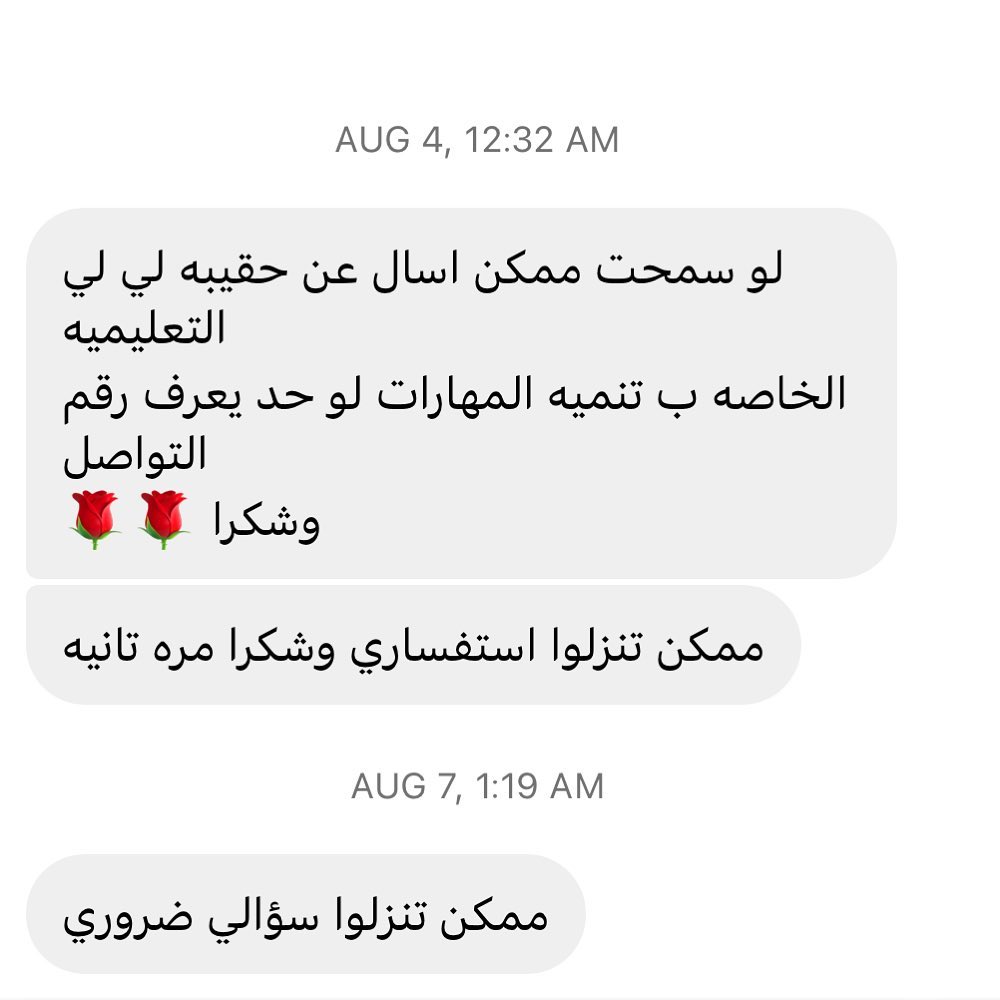 AUG 4, 12:32 AM
لو سمحت ممكن اسال عن حقيبه لي لي
التعليميه
الخاصه ب تنميه المهارات لو حد يعرف رقم
التواصل
وشكرا 🌹🌹
ممكن تنزلوا استفساري وشكرا مره تانيه
AUG 7, 1:19 AM
ممكن تنزلوا سؤالي ضروري